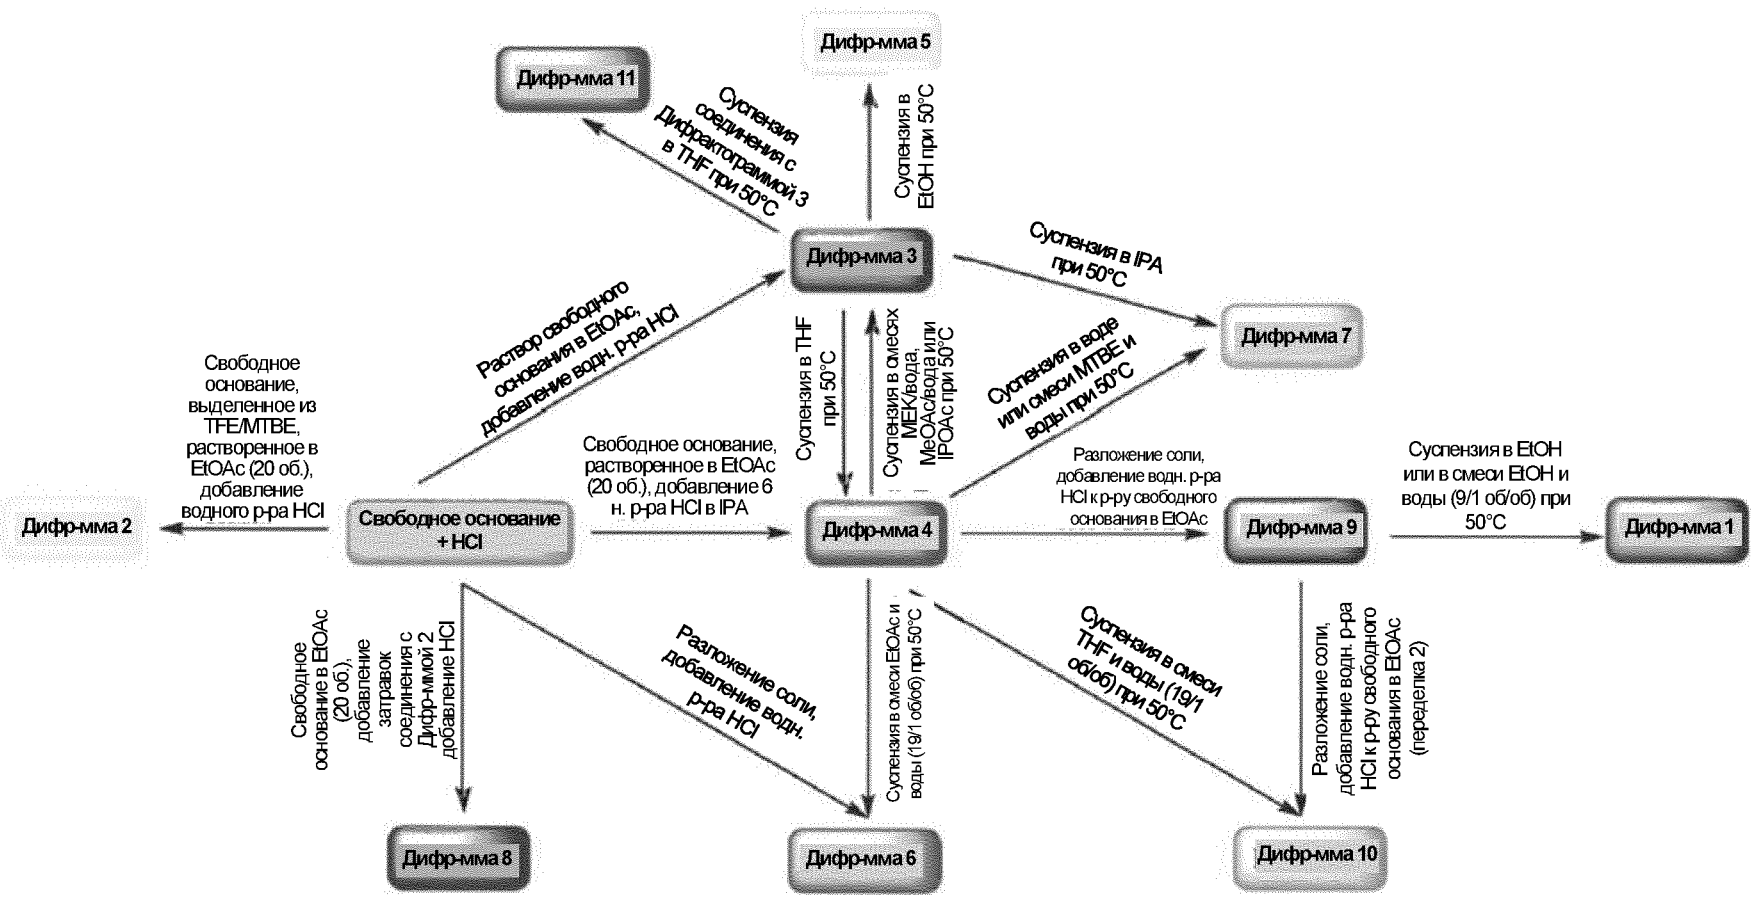 Дифр-мма 5
Дифр-мма 11
Суспензия
соединения с
Дифрактограммой 3
в THF при 50°C
Суспензия в
EtOH при 50°C
Дифр-мма 3
Суспензия в IPA
при 50°C
Дифр-мма 7
Раствор свободного
основания в EtOAc,
добавление водн. р-ра HCl
Суспензия в THF
при 50°C
Суспензия в смесях
MEK/вода,
MeOAc/вода или
IPOAc при 50°C
Суспензия в воде
или смеси MTBE и
воды при 50°C
Свободное
основание,
выделенное из
TFE/MTBE,
растворенное в
EtOAc (20 об.),
добавление
водного р-ра HCl
Свободное основание,
растворенное в EtOAc
(20 об.), добавление 6
н. р-ра HCl в IPA
Разложение соли,
добавление водн. р-ра
HCl к р-ру свободного
основания в EtOAc
Суспензия в EtOH
или в смеси EtOH и
воды (9/1 об/об) при
50°C
Дифр-мма 2
Свободное основание
+ HCl
Дифр-мма 4
Дифр-мма 9
Дифр-мма 1
Свободное
основание в EtOAc
(20 об.),
добавление
затравок
соединения с
Дифр-ммой 2
добавление HCl
Разложение соли,
добавление водн.
р-ра HCl
Суспензия в смеси EtOAc и
воды (19/1 об/об) при 50°C
Суспензия в смеси
THF и воды (19/1
об/об) при 50°C
Разложение соли,
добавление водн. р-ра
HCl к р-ру свободного
основания в EtOAc
(переделка 2)
Дифр-мма 8
Дифр-мма 6
Дифр-мма 10